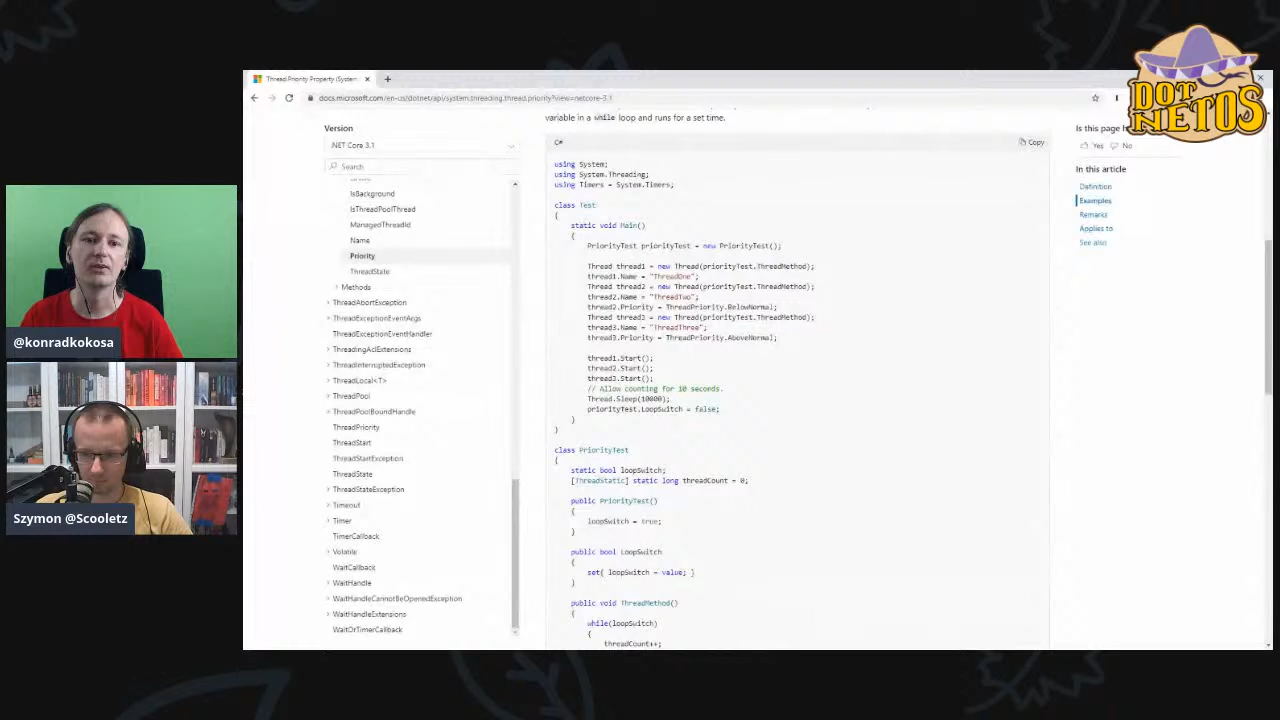 DOT
NETOS
@konradkokosa
Szymon @Scooletz
Thread.Priority Property (System
docs.microsoft.com/en-us/dotnet/api/system.threading.thread.priority?view=netcore-3.1
Version
.NET Core 3.1
Search
IsBackground
IsThreadPoolThread
ManagedThreadId
Name
Priority
ThreadState
Methods
ThreadAbortException
ThreadExceptionEventArgs
ThreadExceptionEventHandler
ThreadingAclExtensions
ThreadInterruptedException
ThreadLocal<T>
ThreadPool
ThreadPoolBoundHandle
ThreadPriority
ThreadStart
ThreadStartException
ThreadState
ThreadStateException
Timeout
Timer
TimerCallback
Volatile
WaitCallback
WaitHandle
WaitHandleCannotBeOpenedException
WaitHandleExtensions
WaitOrTimerCallback
variable in a while loop and runs for a set time.
C#
Copy
using System;
using System.Threading;
using Timers = System.Timers;
class Test
{
static void Main()
{
PriorityTest priorityTest = new PriorityTest();
Thread thread1 = new Thread(priorityTest.ThreadMethod);
thread1.Name = "ThreadOne";
Thread thread2 = new Thread(priorityTest.ThreadMethod);
thread2.Name = "ThreadTwo";
thread2.Priority = ThreadPriority.BelowNormal;
Thread thread3 = new Thread(priorityTest.ThreadMethod);
thread3.Name = "ThreadThree";
thread3.Priority = ThreadPriority.AboveNormal;
thread1.Start();
thread2.Start();
thread3.Start();
// Allow counting for 10 seconds.
Thread.Sleep(10000);
priorityTest.LoopSwitch = false;
}
}
class PriorityTest
{
static bool loopSwitch;
[ThreadStatic] static long threadCount = 0;
public PriorityTest()
{
loopSwitch = true;
}
public bool LoopSwitch
{
set{ loopSwitch = value; }
}
public void ThreadMethod()
{
while(loopSwitch)
{
threadCount++;
Is this page h
Yes No
In this article
Definition
Examples
Remarks
Applies to
See also